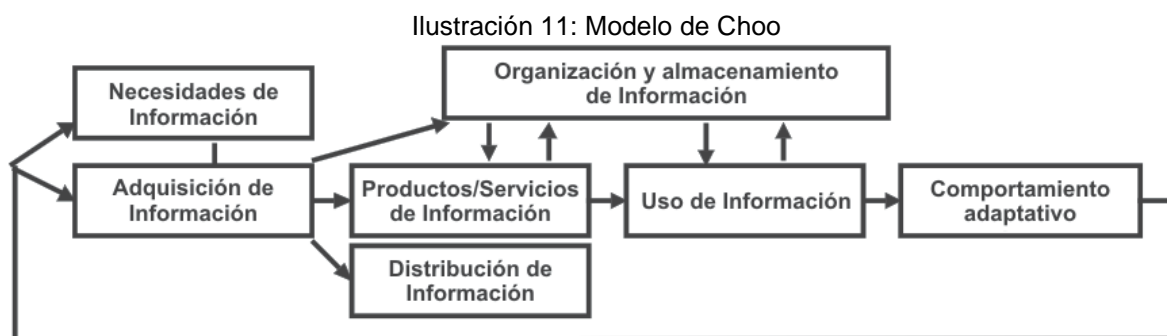 Ilustración 11: Modelo de Choo
Organización y almacenamiento
de Información
Necesidades de
Información
Adquisición de
Información
Productos/Servicios
de Información
Uso de Información
Comportamiento
adaptativo
Distribución de
Información